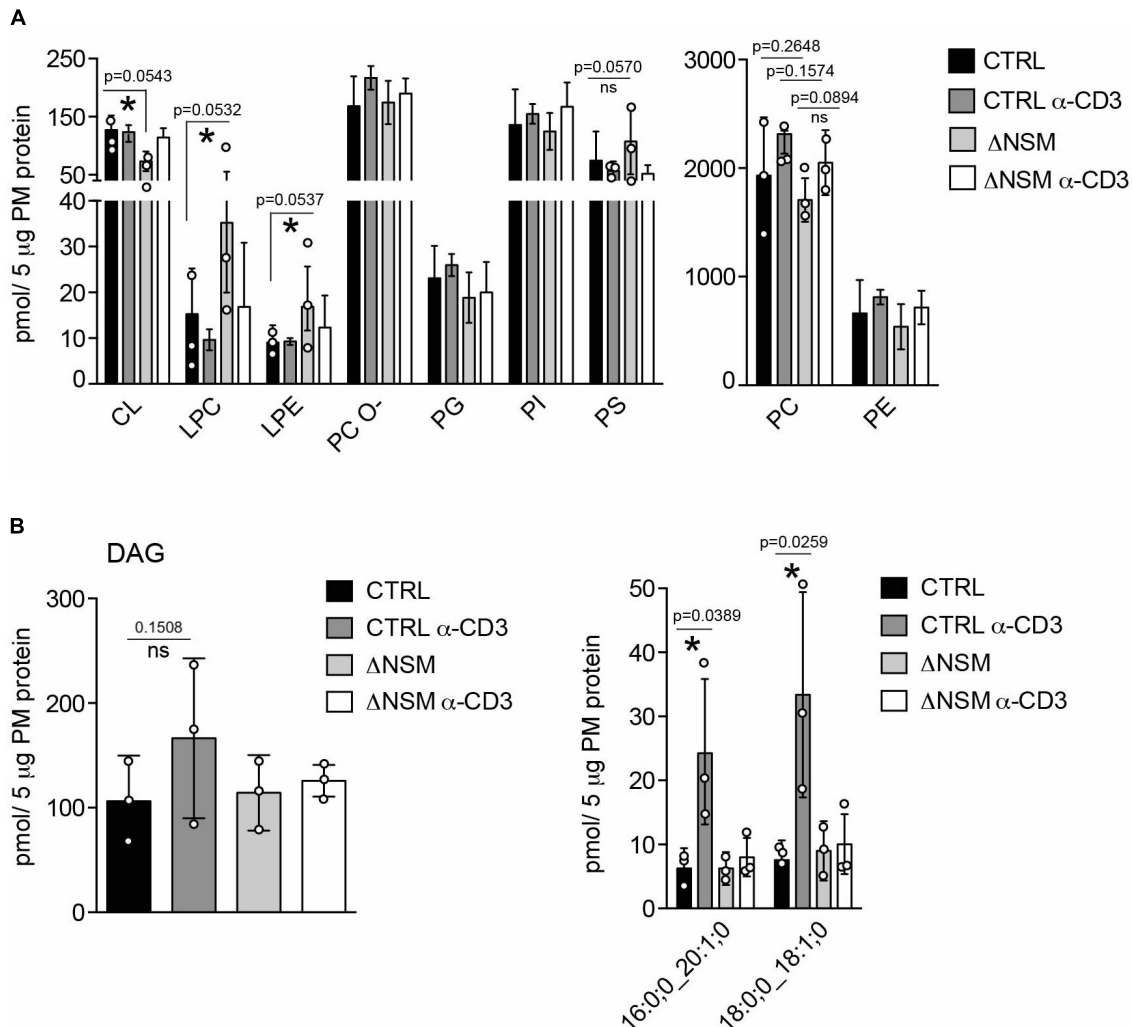 A
250
150
50
40
30
20
10
0
pmol/ 5 µg PM protein
p=0.0543
*
p=0.0532
*
p=0.0537
*
p=0.0570
ns
CL
LPC
LPE
PC O-
PG
PI
PS
3000
2000
1000
0
p=0.2648
p=0.1574
p=0.0894
ns
PC
PE
CTRL
CTRL α-CD3
ΔNSM
ΔNSM α-CD3
B
DAG
300
200
100
0
pmol/ 5 µg PM protein
0.1508
ns
CTRL
CTRL α-CD3
ΔNSM
ΔNSM α-CD3
50
40
30
20
10
0
pmol/ 5 µg PM protein
p=0.0389
*
p=0.0259
*
16:0;0_20:1;0
18:0;0_18:1;0
CTRL
CTRL α-CD3
ΔNSM
ΔNSM α-CD3